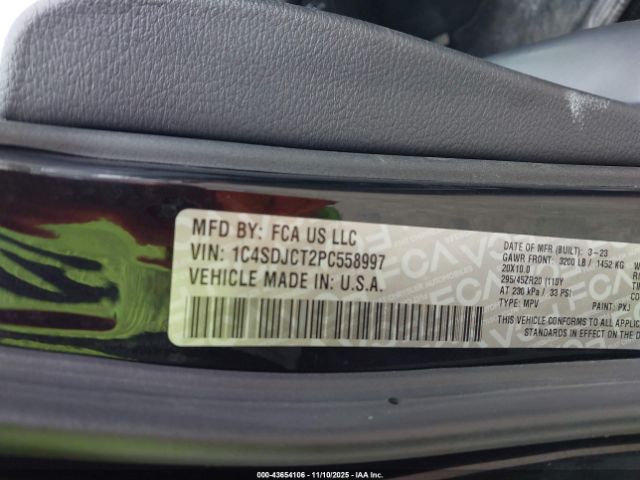 MFD BY: FCA US LLC
VIN: 1C4SDJCT2PC558997
VEHICLE MADE IN: U.S.A.
DATE OF MFR (BUILT): 3-23
GAWR FRONT: 3200 LB / 1452 KG
20X10.0
295/45ZR20 (110Y
AT 230 kPa / 33 PSI
TYPE: MPV PAINT: PXJ
THIS VEHICLE CONFORMS TO ALL APPLIC
STANDARDS IN EFFECT ON THE D
000-43654106 - 11/10/2025 - IAA Inc.